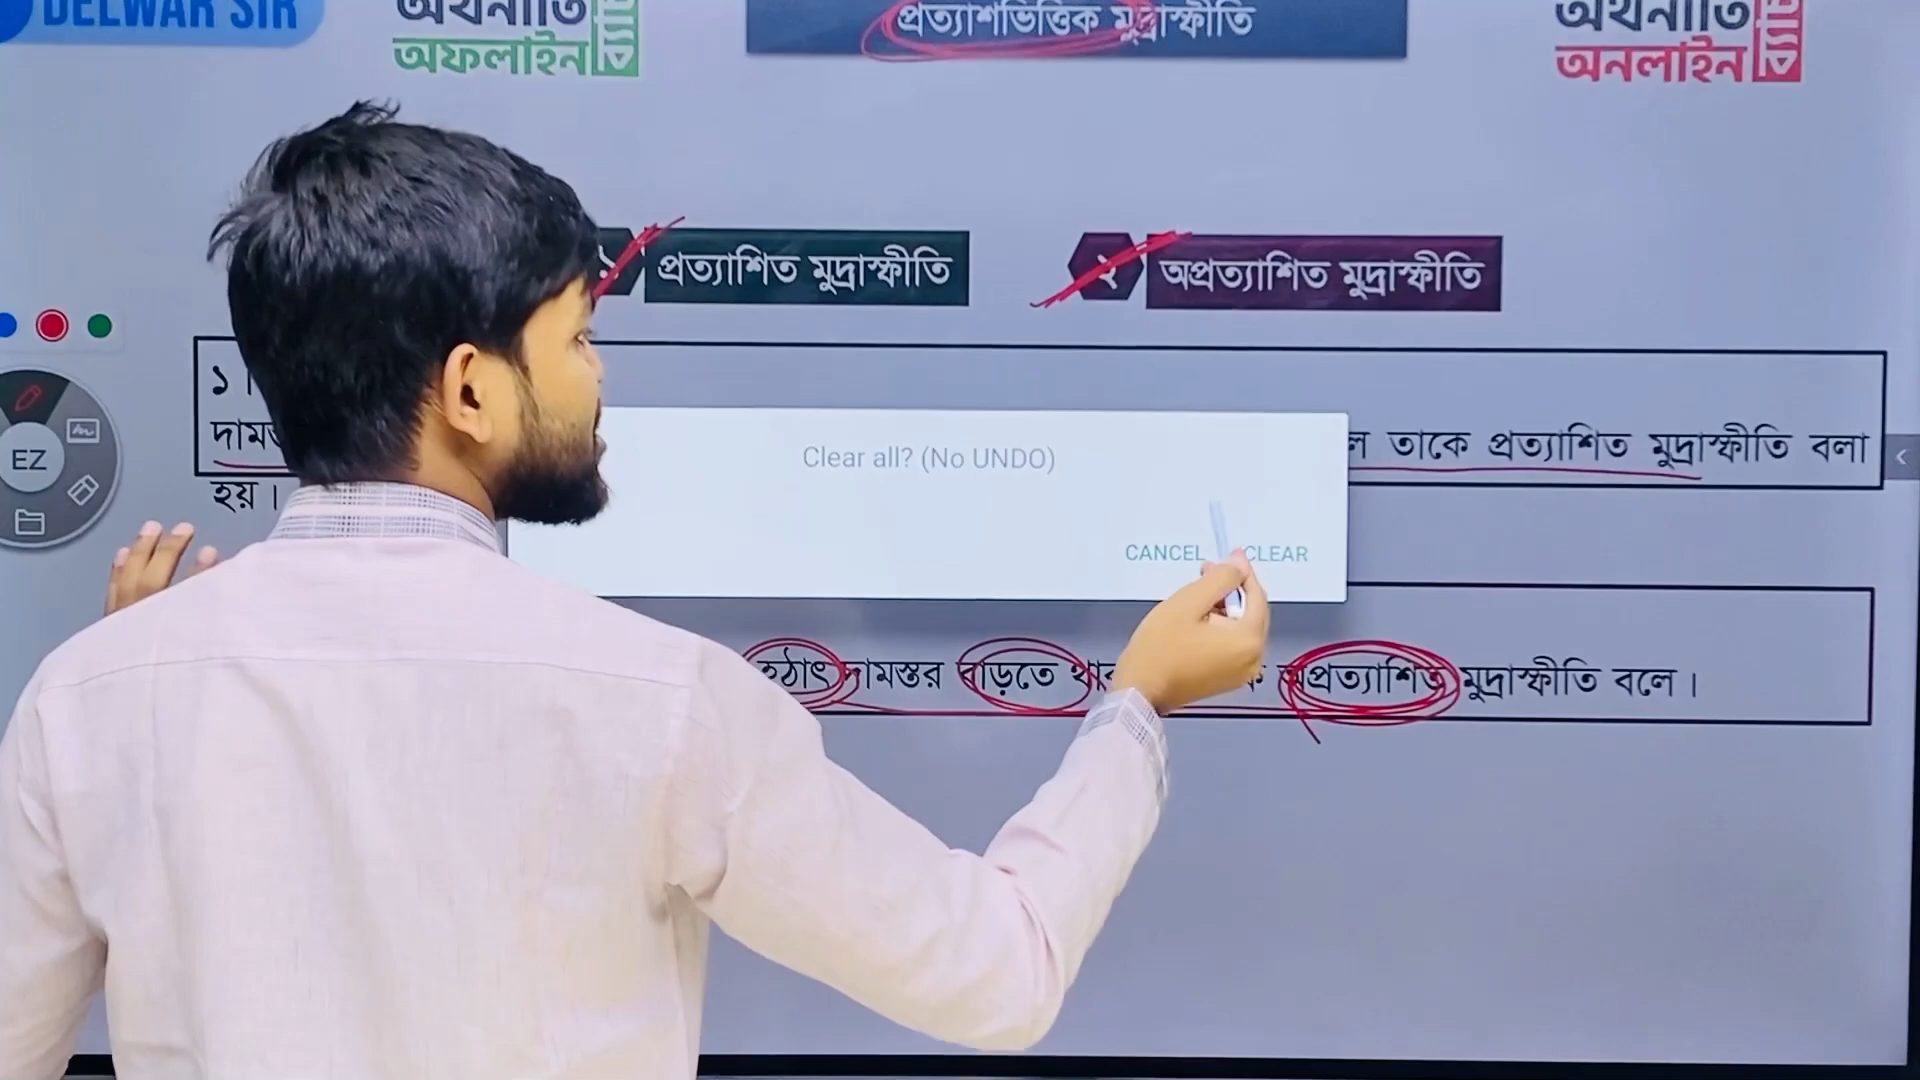 DELWAR SIR
অর্থনীতি
অফলাইন ব্যাচ
প্রত্যাশভিত্তিক মুদ্রাস্ফীতি
অর্থনীতি
অনলাইন ব্যাচ
১ প্রত্যাশিত মুদ্রাস্ফীতি
২ অপ্রত্যাশিত মুদ্রাস্ফীতি
১।
তাকে প্রত্যাশিত মুদ্রাস্ফীতি বলা
হয়।
Clear all? (No UNDO)
CANCEL CLEAR
EZ
হঠাৎ দামস্তর বাড়তে অপ্রত্যাশিত মুদ্রাস্ফীতি বলে।